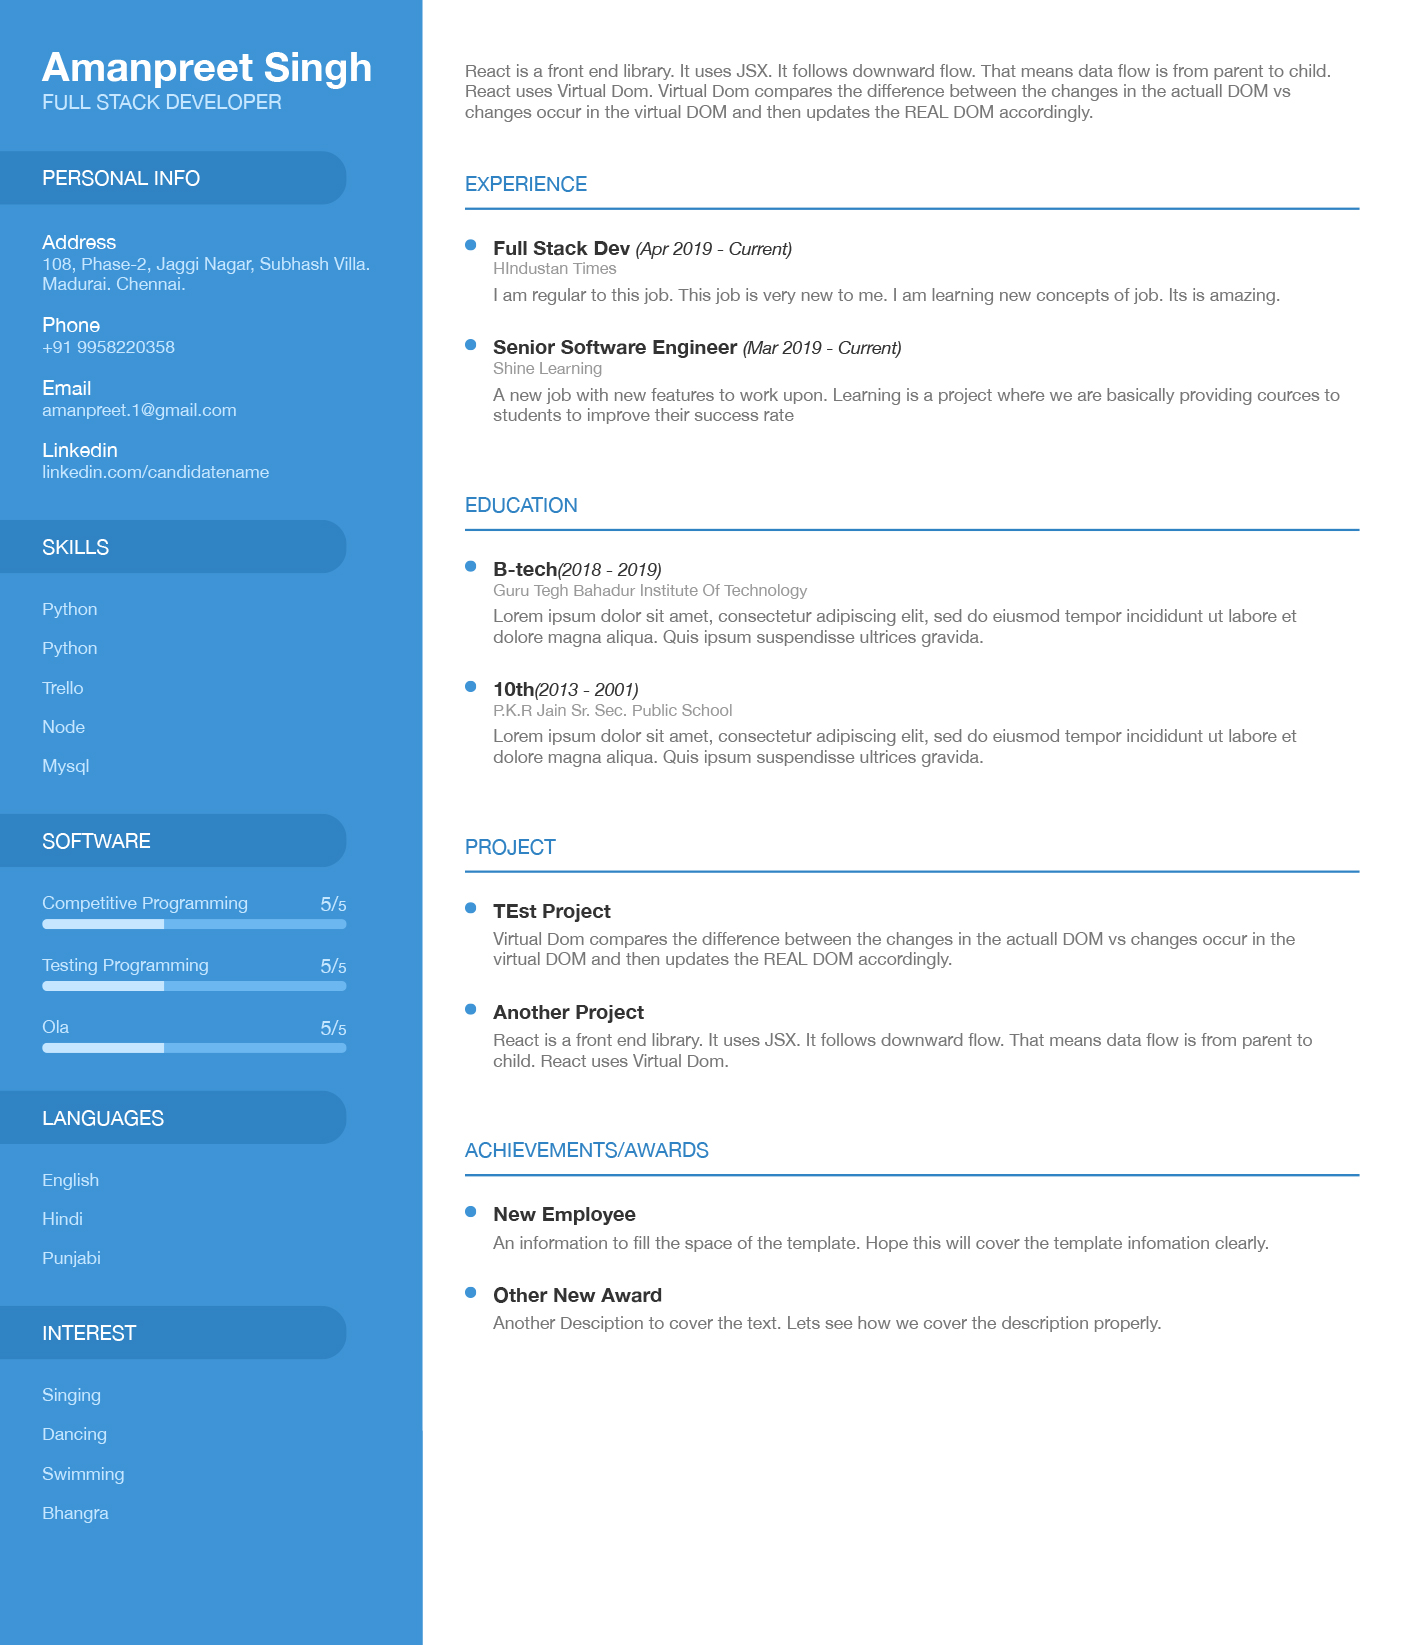 Amanpreet Singh
FULL STACK DEVELOPER
PERSONAL INFO
Address
108, Phase-2, Jaggi Nagar, Subhash Villa.
Madurai. Chennai.
Phone
+91 9958220358
Email
amanpreet.1@gmail.com
Linkedin
linkedin.com/candidatename
SKILLS
Python
Python
Trello
Node
Mysql
SOFTWARE
Competitive Programming 5/5
Testing Programming 5/5
Ola 5/5
LANGUAGES
English
Hindi
Punjabi
INTEREST
Singing
Dancing
Swimming
Bhangra
React is a front end library. It uses JSX. It follows downward flow. That means data flow is from parent to child.
React uses Virtual Dom. Virtual Dom compares the difference between the changes in the actuall DOM vs
changes occur in the virtual DOM and then updates the REAL DOM accordingly.
EXPERIENCE
Full Stack Dev (Apr 2019 - Current)
HIndustan Times
I am regular to this job. This job is very new to me. I am learning new concepts of job. Its is amazing.
Senior Software Engineer (Mar 2019 - Current)
Shine Learning
A new job with new features to work upon. Learning is a project where we are basically providing cources to
students to improve their success rate
EDUCATION
B-tech(2018 - 2019)
Guru Tegh Bahadur Institute Of Technology
Lorem ipsum dolor sit amet, consectetur adipiscing elit, sed do eiusmod tempor incididunt ut labore et
dolore magna aliqua. Quis ipsum suspendisse ultrices gravida.
10th(2013 - 2001)
P.K.R Jain Sr. Sec. Public School
Lorem ipsum dolor sit amet, consectetur adipiscing elit, sed do eiusmod tempor incididunt ut labore et
dolore magna aliqua. Quis ipsum suspendisse ultrices gravida.
PROJECT
TEst Project
Virtual Dom compares the difference between the changes in the actuall DOM vs changes occur in the
virtual DOM and then updates the REAL DOM accordingly.
Another Project
React is a front end library. It uses JSX. It follows downward flow. That means data flow is from parent to
child. React uses Virtual Dom.
ACHIEVEMENTS/AWARDS
New Employee
An information to fill the space of the template. Hope this will cover the template infomation clearly.
Other New Award
Another Desciption to cover the text. Lets see how we cover the description properly.